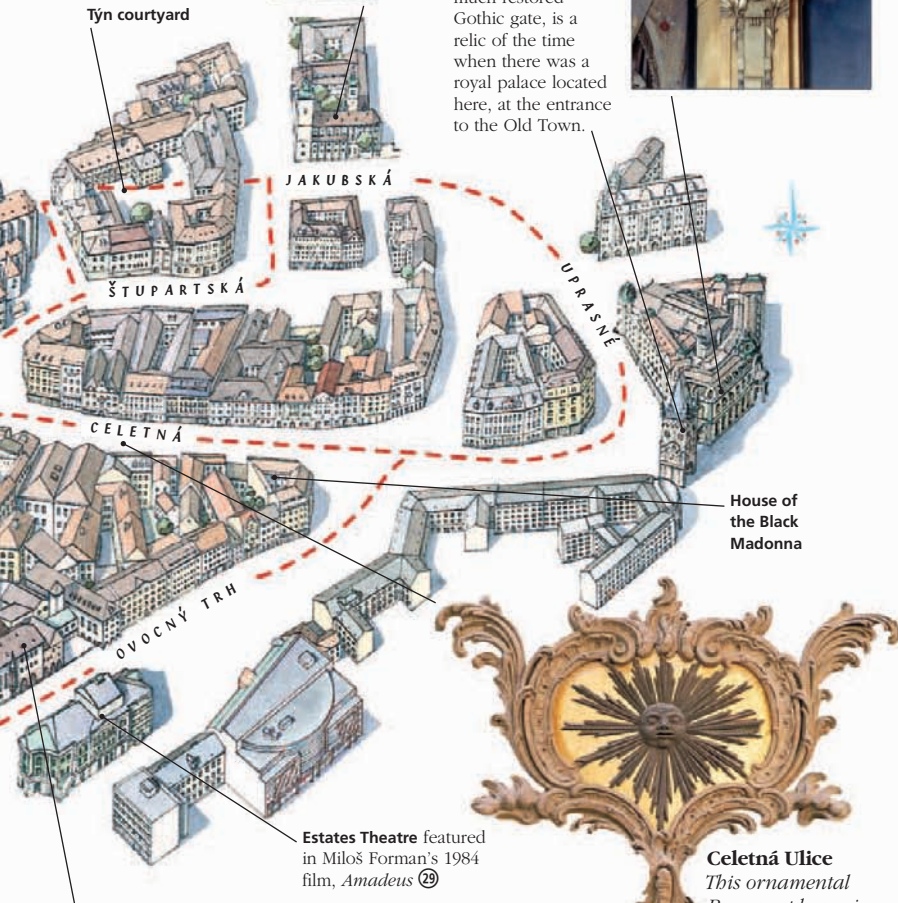 Týn courtyard
much restored
Gothic gate, is a
relic of the time
when there was a
royal palace located
here, at the entrance
to the Old Town.
JAKUBSKÁ
U PRASNÉ
ŠTUPARTSKÁ
CELETNÁ
House of
the Black
Madonna
OVOCNÝ TRH
Estates Theatre featured
in Miloš Forman's 1984
film, Amadeus 29
Celetná Ulice
This ornamental